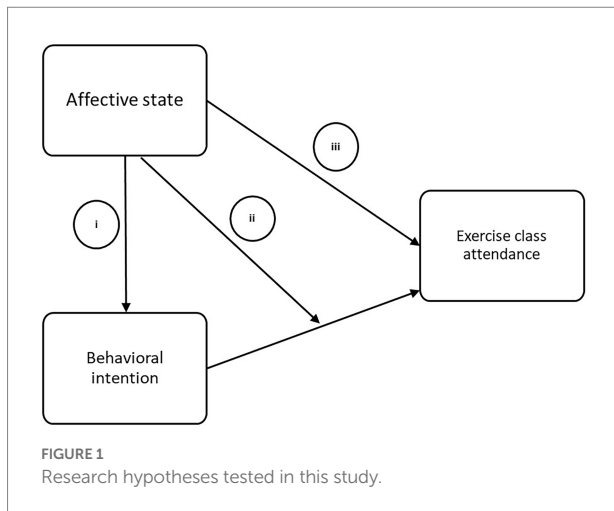 Affective state
iii
i
ii
Exercise class
attendance
Behavioral
intention
FIGURE 1
Research hypotheses tested in this study.